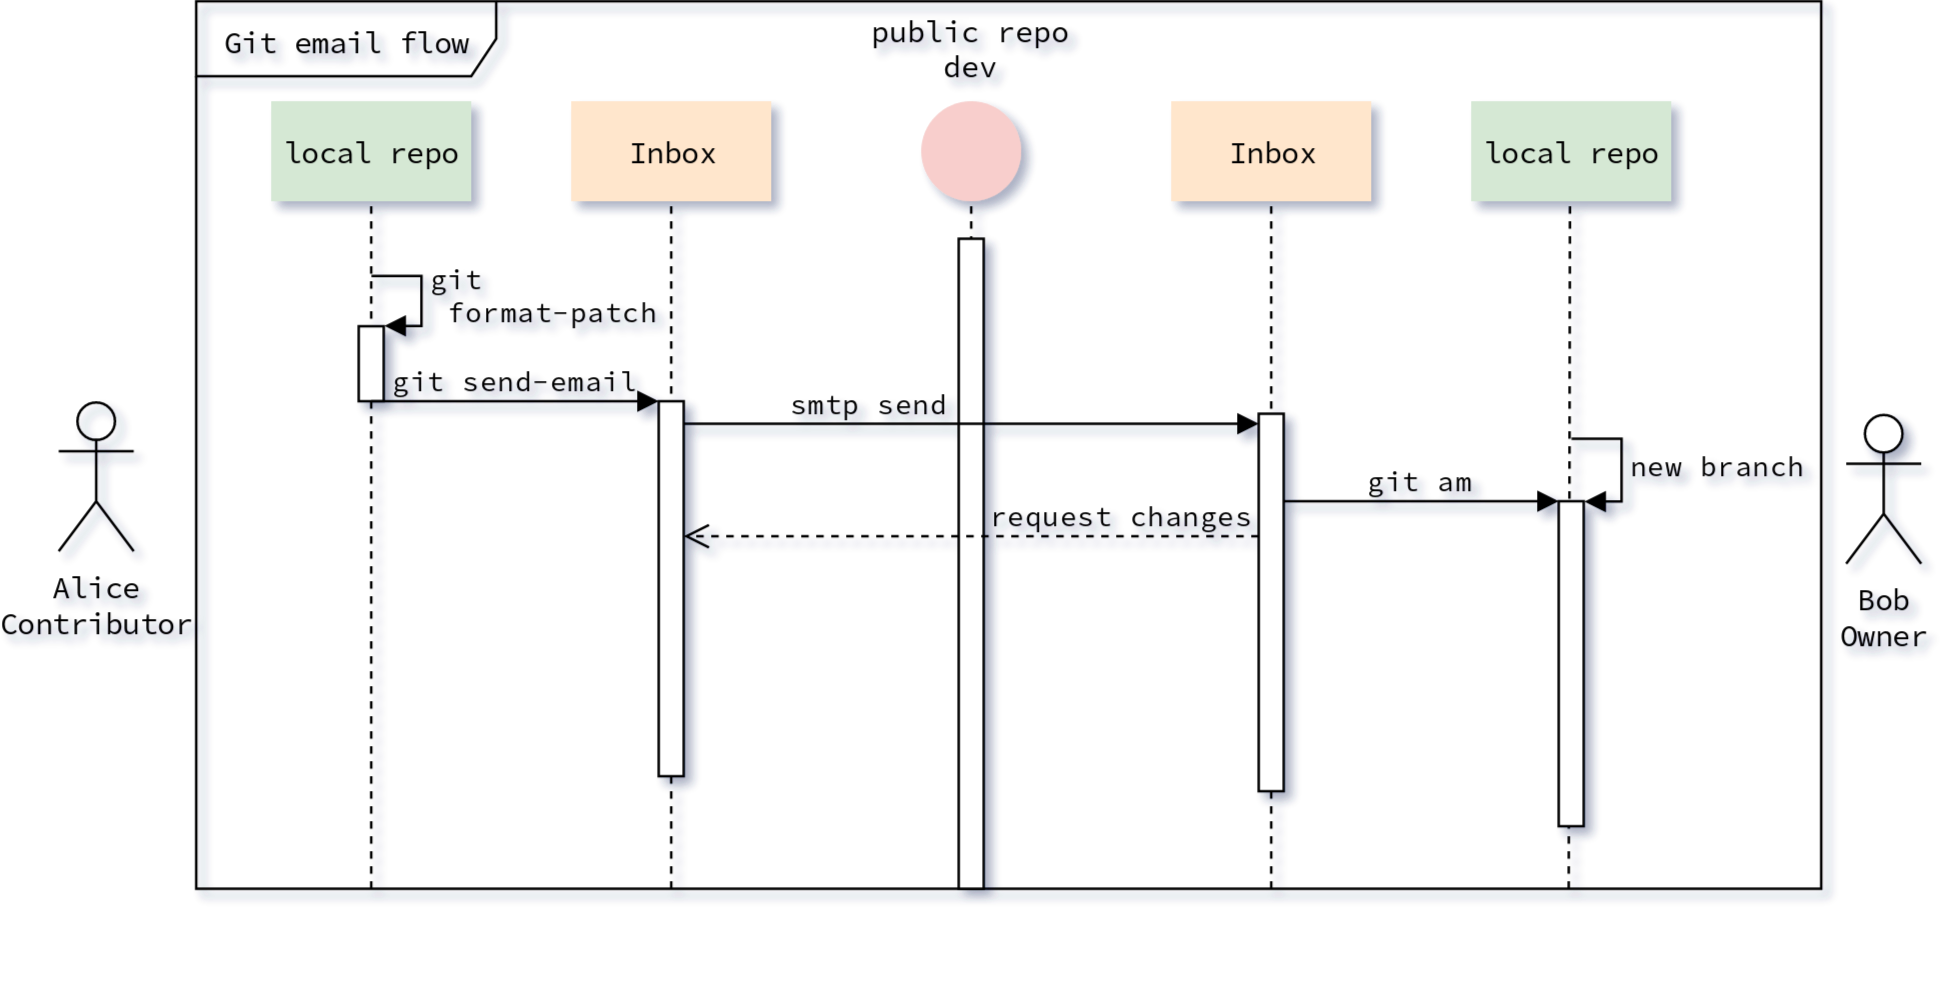 Git email flow
public repo
dev
local repo
Inbox
Inbox
local repo
git
format-patch
git send-email
smtp send
new branch
git am
request changes
Alice
Contributor
Bob
Owner